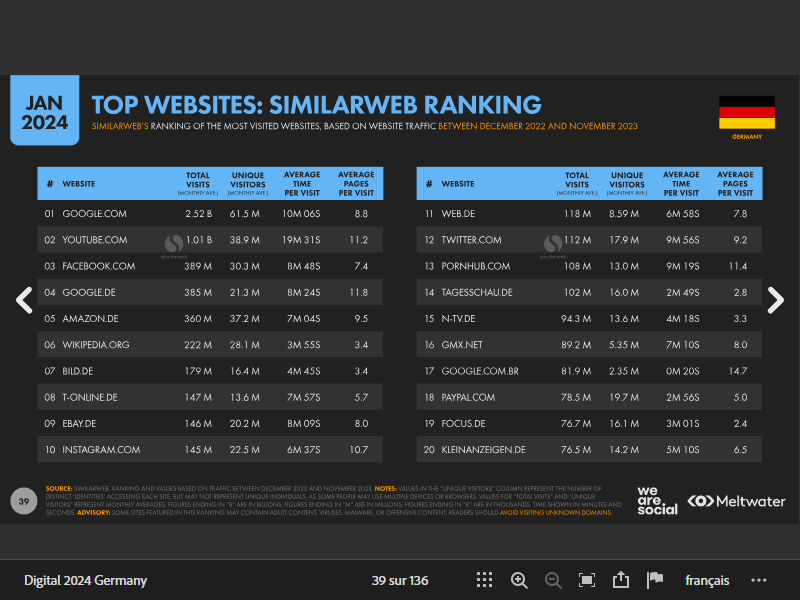 JAN
2024
TOP WEBSITES: SIMILARWEB RANKING
SIMILARWEB'S RANKING OF THE MOST VISITED WEBSITES, BASED ON WEBSITE TRAFFIC BETWEEN DECEMBER 2022 AND NOVEMBER 2023
GERMANY
# WEBSITE TOTAL VISITS (MONTHLY AVE.) UNIQUE VISITORS (MONTHLY AVE.) AVERAGE TIME PER VISIT AVERAGE PAGES PER VISIT
01 GOOGLE.COM 2.52 B 61.5 M 10M 06S 8.8
02 YOUTUBE.COM 1.01 B 38.9 M 19M 31S 11.2
03 FACEBOOK.COM 389 M 30.3 M 8M 48S 7.4
04 GOOGLE.DE 385 M 21.3 M 8M 24S 11.8
05 AMAZON.DE 360 M 37.2 M 7M 04S 9.5
06 WIKIPEDIA.ORG 222 M 28.1 M 3M 55S 3.4
07 BILD.DE 179 M 16.4 M 4M 45S 3.4
08 T-ONLINE.DE 147 M 13.6 M 7M 57S 5.7
09 EBAY.DE 146 M 20.2 M 8M 09S 8.0
10 INSTAGRAM.COM 145 M 22.5 M 6M 37S 10.7
# WEBSITE TOTAL VISITS (MONTHLY AVE.) UNIQUE VISITORS (MONTHLY AVE.) AVERAGE TIME PER VISIT AVERAGE PAGES PER VISIT
11 WEB.DE 118 M 8.59 M 6M 58S 7.8
12 TWITTER.COM 112 M 17.9 M 9M 56S 9.2
13 PORNHUB.COM 108 M 13.0 M 9M 19S 11.4
14 TAGESSCHAU.DE 102 M 16.0 M 2M 49S 2.8
15 N-TV.DE 94.3 M 13.6 M 4M 18S 3.3
16 GMX.NET 89.2 M 5.35 M 7M 10S 8.0
17 GOOGLE.COM.BR 81.9 M 2.35 M 0M 20S 14.7
18 PAYPAL.COM 78.5 M 19.7 M 2M 56S 5.0
19 FOCUS.DE 76.7 M 16.1 M 3M 01S 2.4
20 KLEINANZEIGEN.DE 76.5 M 14.2 M 5M 10S 6.5
39
SOURCE: SIMILARWEB. RANKING AND VALUES BASED ON TRAFFIC BETWEEN DECEMBER 2022 AND NOVEMBER 2023. NOTES: VALUES IN THE "UNIQUE VISITORS" COLUMN REPRESENT THE NUMBER OF
DISTINCT 'IDENTITIES' ACCESSING EACH SITE, BUT MAY NOT REPRESENT UNIQUE INDIVIDUALS, AS SOME PEOPLE MAY USE MULTIPLE DEVICES OR BROWSERS. VALUES FOR "TOTAL VISITS" AND "UNIQUE
VISITORS" REPRESENT MONTHLY AVERAGES. FIGURES ENDING IN "B" ARE IN BILLIONS; FIGURES ENDING IN "M" ARE IN MILLIONS; FIGURES ENDING IN "K" ARE IN THOUSANDS. TIME SHOWN IN MINUTES AND
SECONDS. ADVISORY: SOME SITES FEATURED IN THIS RANKING MAY CONTAIN ADULT CONTENT, VIRUSES, MALWARE, OR OFFENSIVE CONTENT. READERS SHOULD AVOID VISITING UNKNOWN DOMAINS.
we
are.
social
Meltwater
Digital 2024 Germany
39 sur 136
français